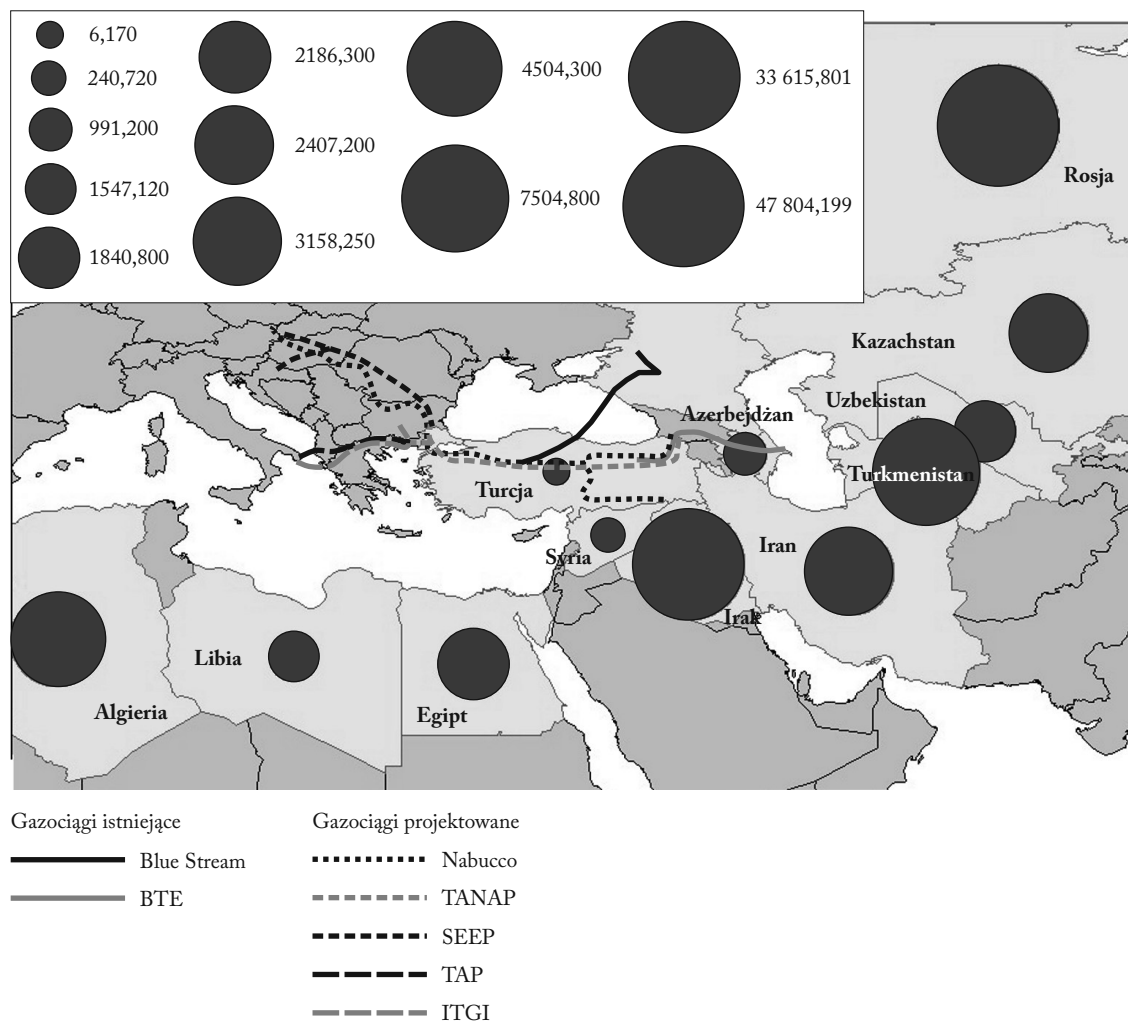 6,170
240,720
991,200
1547,120
1840,800
2186,300
2407,200
3158,250
4504,300
7504,800
33 615,801
47 804,199
Rosja
Kazachstan
Uzbekistan
Azerbejdżan
Turkmenistan
Turcja
Iran
Syria
Irak
Libia
Algieria
Egipt
Gazociągi istniejące
Blue Stream
BTE
Gazociągi projektowane
Nabucco
TANAP
SEEP
TAP
ITGI